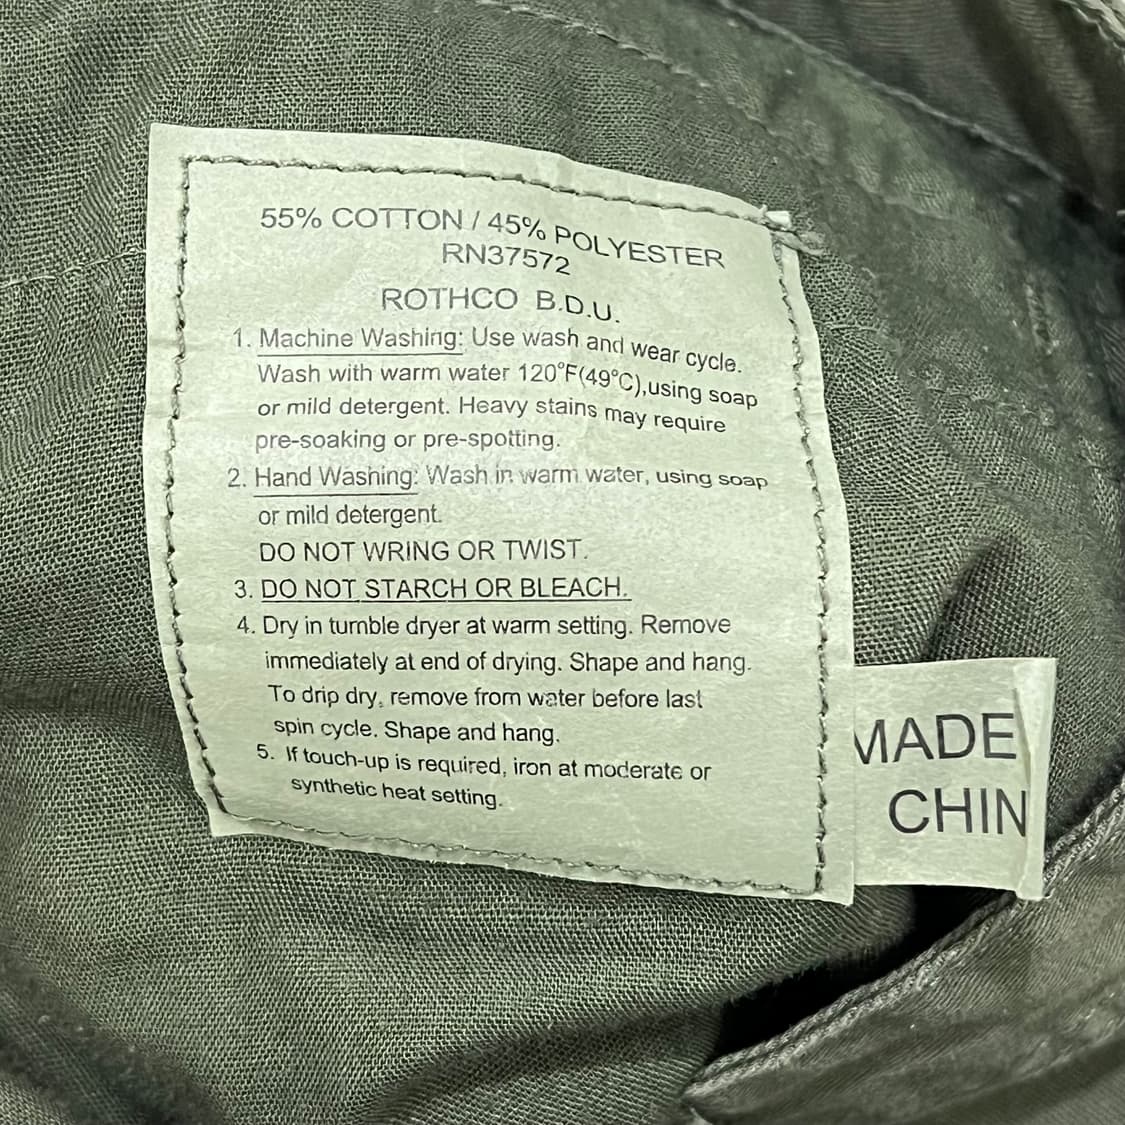 55% COTTON / 45% POLYESTER
RN37572
ROTHCO B.D.U.
1. Machine Washing: Use wash and wear cycle.
Wash with warm water 120°F(49°C),using soap
or mild detergent. Heavy stains may require
pre-soaking or pre-spotting.
2. Hand Washing: Wash in warm water, using soap
or mild detergent.
DO NOT WRING OR TWIST.
3. DO NOT STARCH OR BLEACH.
4. Dry in tumble dryer at warm setting. Remove
immediately at end of drying. Shape and hang.
To drip dry, remove from water before last
spin cycle. Shape and hang.
5. If touch-up is required, iron at moderate or
synthetic heat setting.
MADE
CHIN